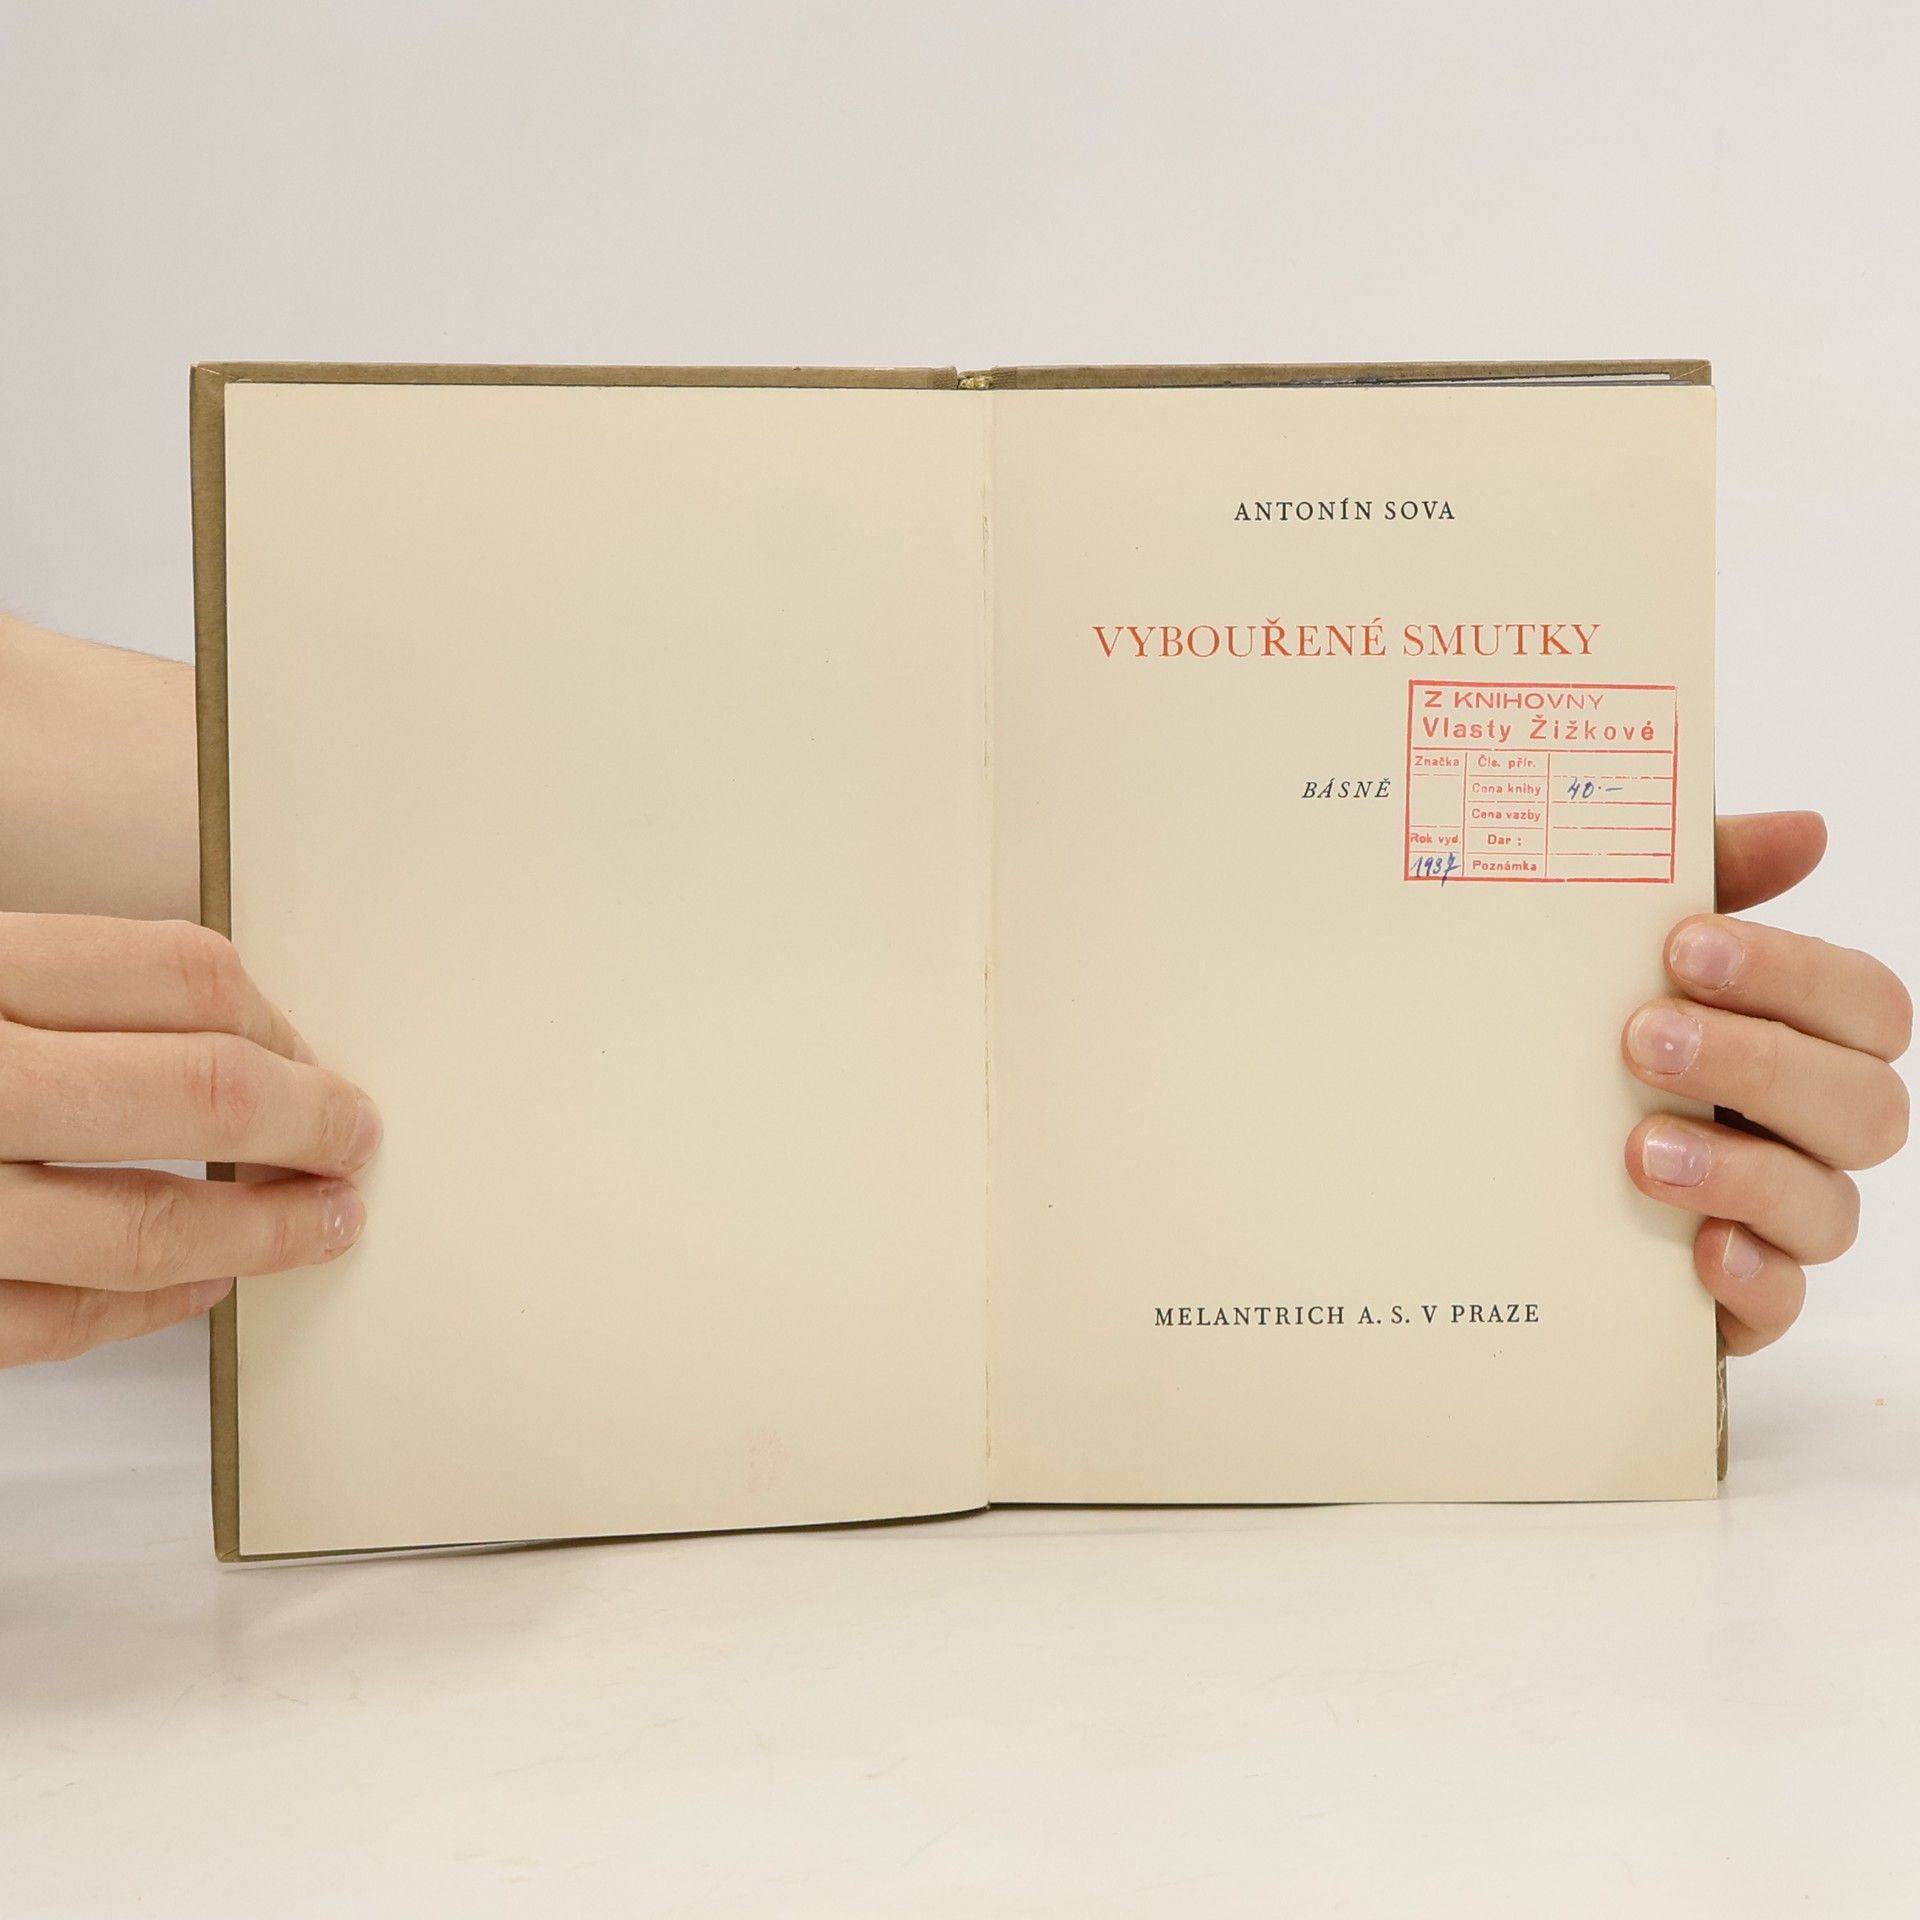 ANTONÍN SOVA
VYBOUŘENÉ SMUTKY
Z KNIHOVNY
Vlasty Žižkové
Značka
Čís. přír.
BÁSNĚ
Cena knihy 40.—
Cena vazby
Rok vyd.
Dar :
1937
Poznámka
MELANTRICH A. S. V PRAZE